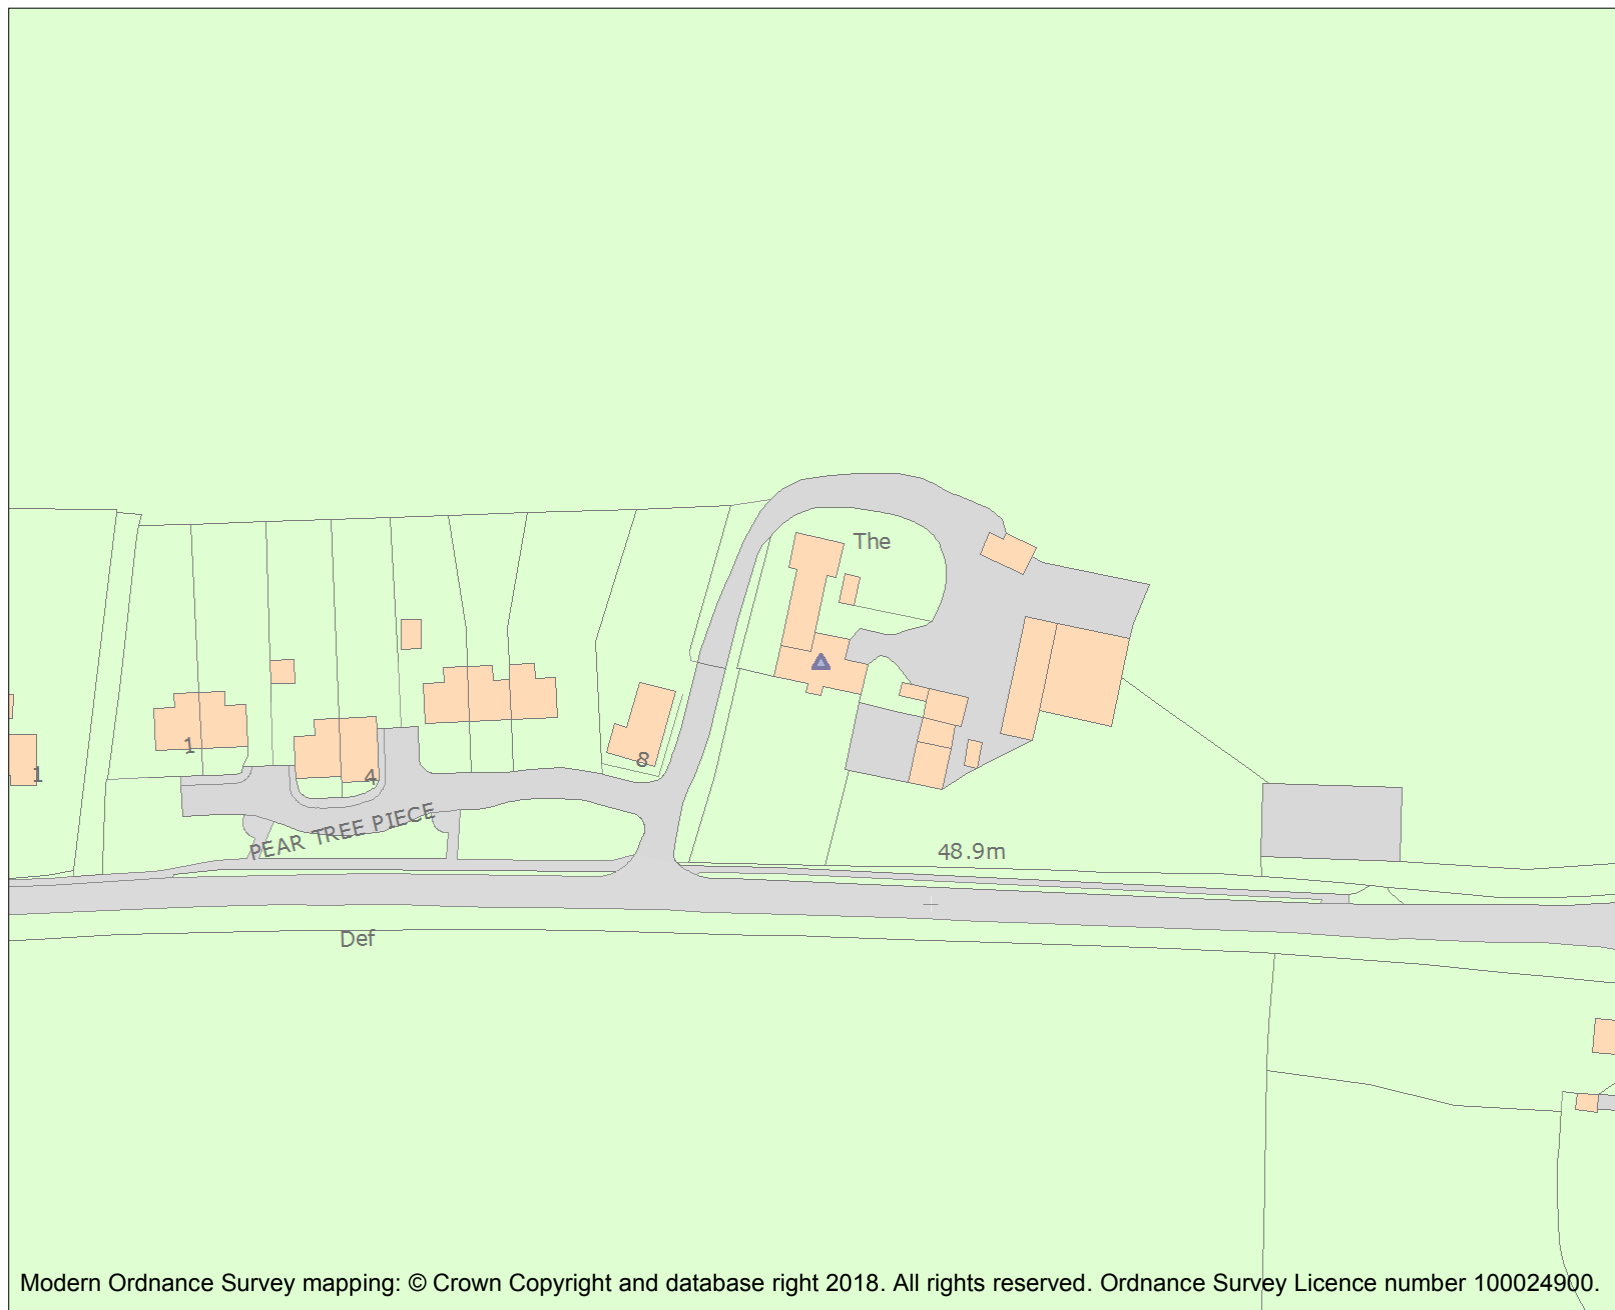 The
1
8
1
4
PEAR TREE PIECE
48.9m
Def
Modern Ordnance Survey mapping: © Crown Copyright and database right 2018. All rights reserved. Ordnance Survey Licence number 100024900.